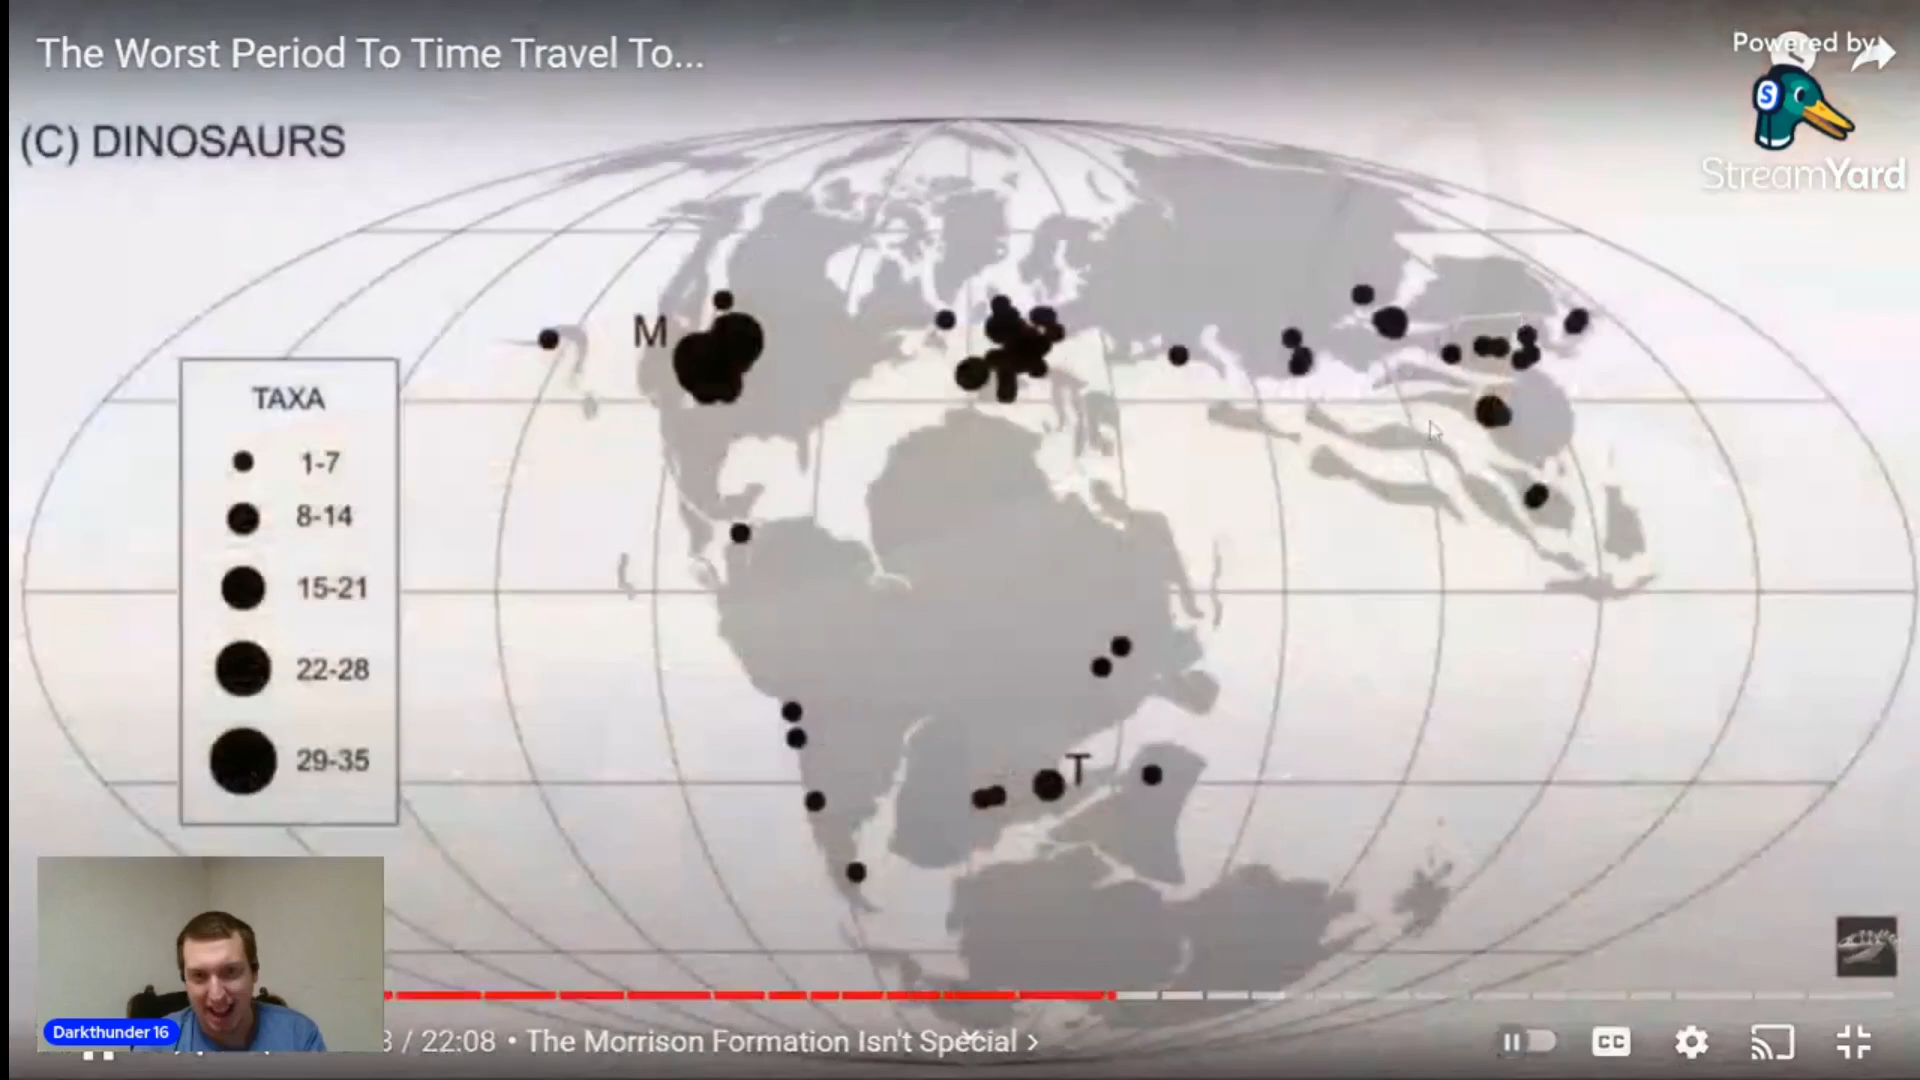 The Worst Period To Time Travel To...
Powered by
S
StreamYard
(C) DINOSAURS
M
TAXA
1-7
8-14
15-21
22-28
29-35
T
Darkthunder 16
/ 22:08 • The Morrison Formation Isn't Special ›
CC